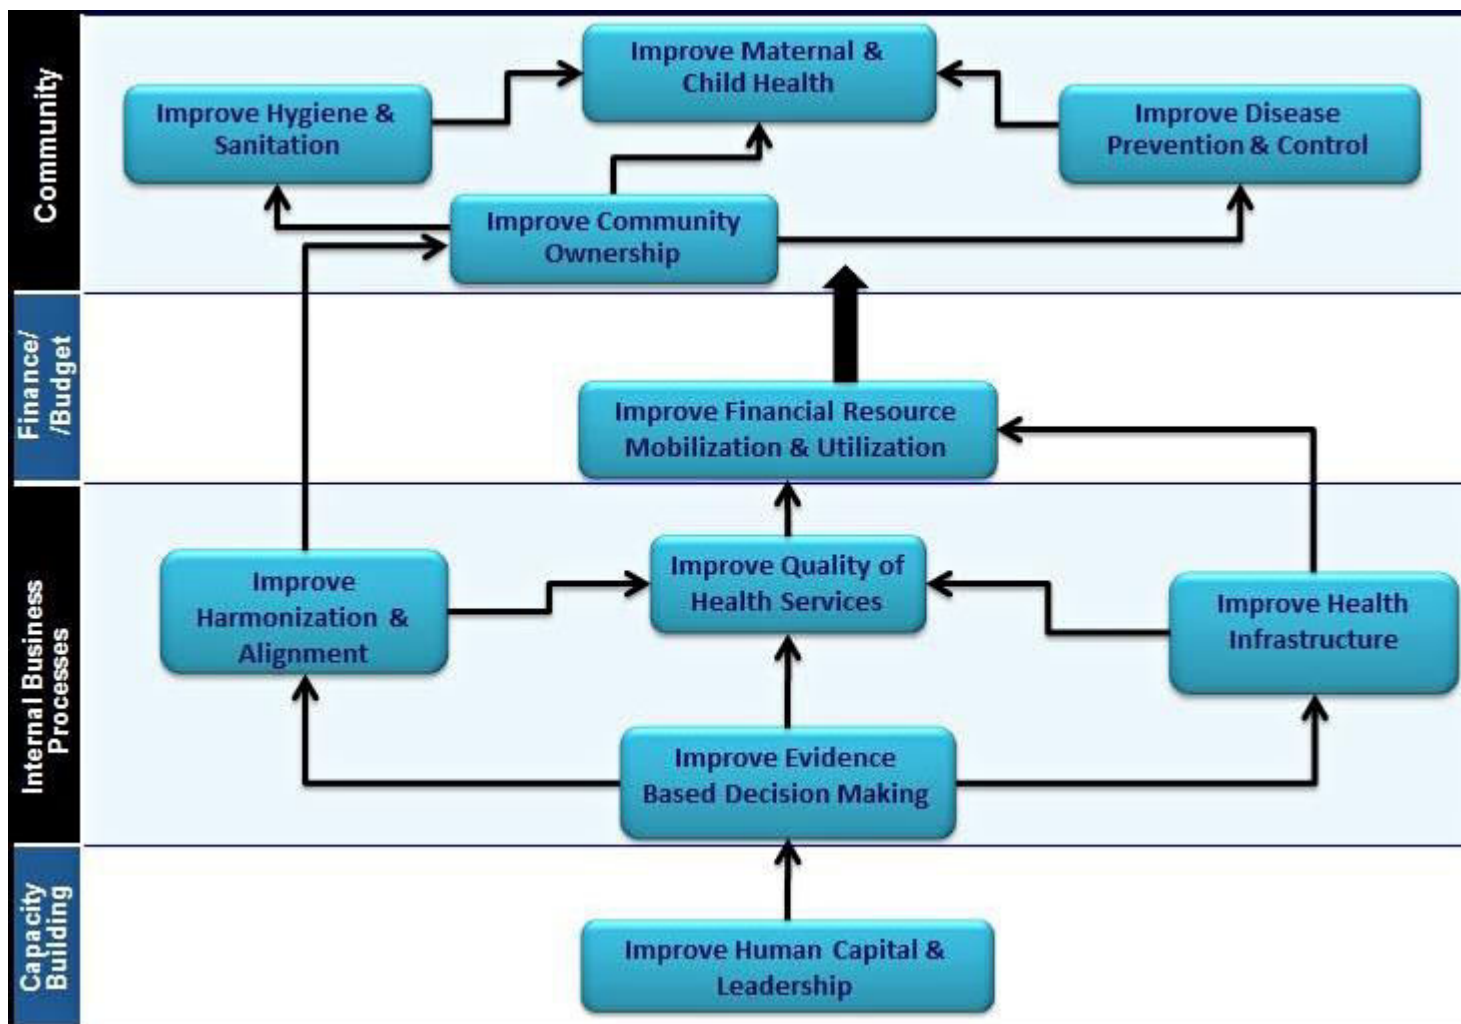 Community
Improve Maternal &
Child Health
Improve Hygiene &
Sanitation
Improve Disease
Prevention & Control
Improve Community
Ownership
Finance/
/Budget
Improve Financial Resource
Mobilization & Utilization
Internal Business
Processes
Improve
Harmonization &
Alignment
Improve Quality of
Health Services
Improve Health
Infrastructure
Improve Evidence
Based Decision Making
Capacity
Building
Improve Human Capital &
Leadership